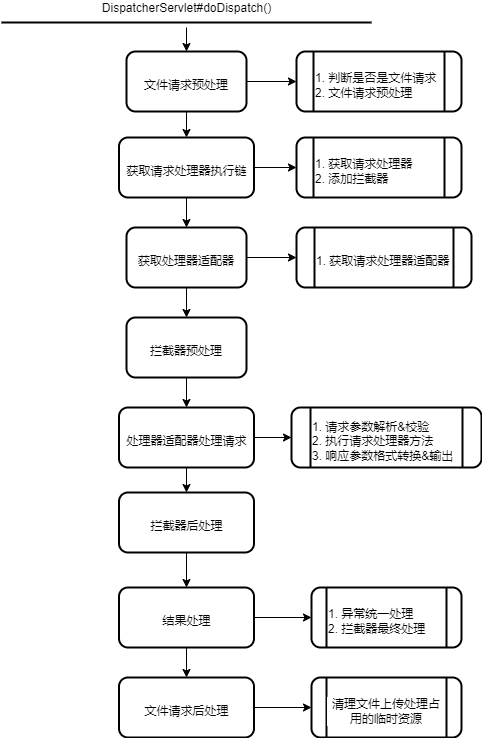 DispatcherServlet#doDispatch()
文件请求预处理
1. 判断是否是文件请求
2. 文件请求预处理
获取请求处理器执行链
1. 获取请求处理器
2. 添加拦截器
获取处理器适配器
1. 获取请求处理器适配器
拦截器预处理
处理器适配器处理请求
1. 请求参数解析&校验
2. 执行请求处理器方法
3. 响应参数格式转换&输出
拦截器后处理
结果处理
1. 异常统一处理
2. 拦截器最终处理
文件请求后处理
清理文件上传处理占
用的临时资源